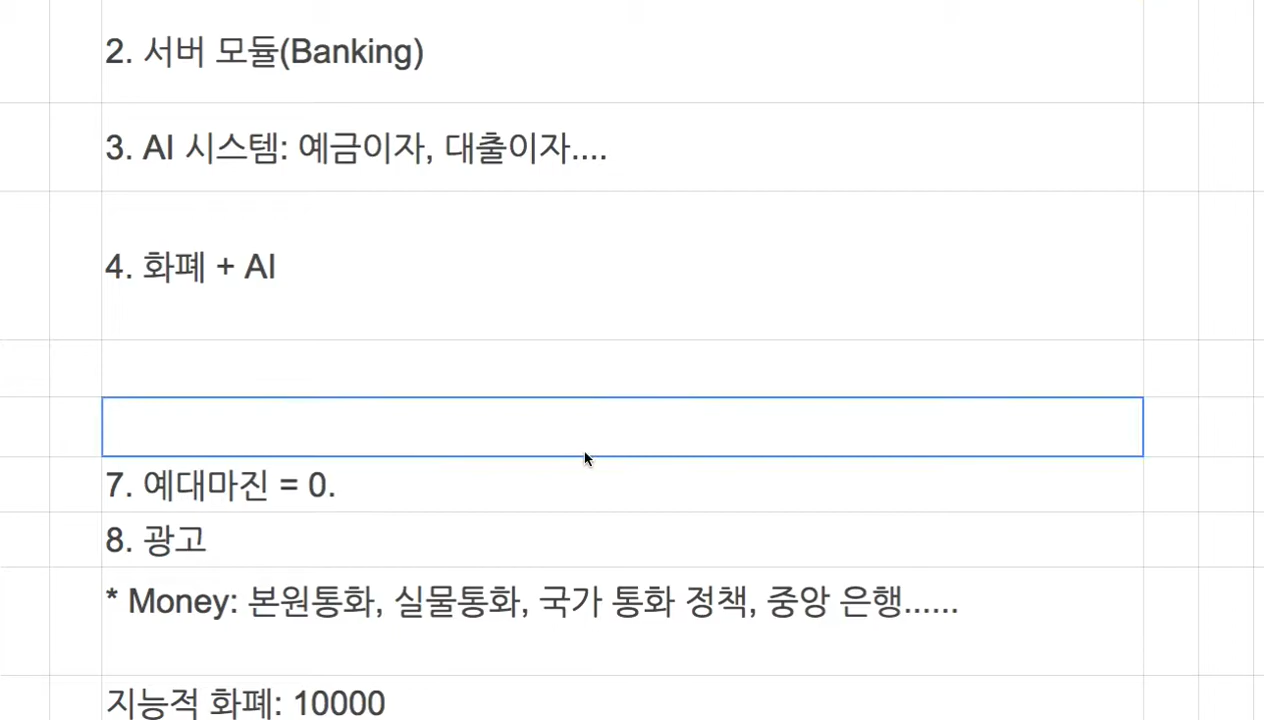 2. 서버 모듈(Banking)
3. AI 시스템: 예금이자, 대출이자....
4. 화폐 + AI
7. 예대마진 = 0.
8. 광고
* Money: 본원통화, 실물통화, 국가 통화 정책, 중앙 은행......
지능적 화폐: 10000